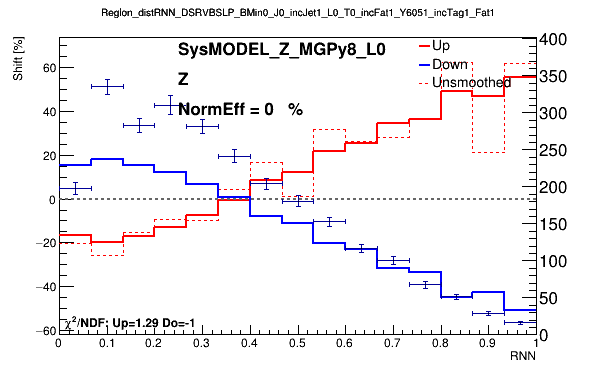 Region_distRNN_DSRVBSLP_BMin0_J0_incJet1_L0_T0_incFat1_Y6051_incTag1_Fat1
Shift [%]
SysMODEL_Z_MGPy8_L0
Z
NormEff = 0 %
Up
Down
Unsmoothed
60
40
20
0
−20
−40
−60
400
350
300
250
200
150
100
50
0
χ²/NDF: Up=1.29 Do=-1
0 0.1 0.2 0.3 0.4 0.5 0.6 0.7 0.8 0.9 1
RNN